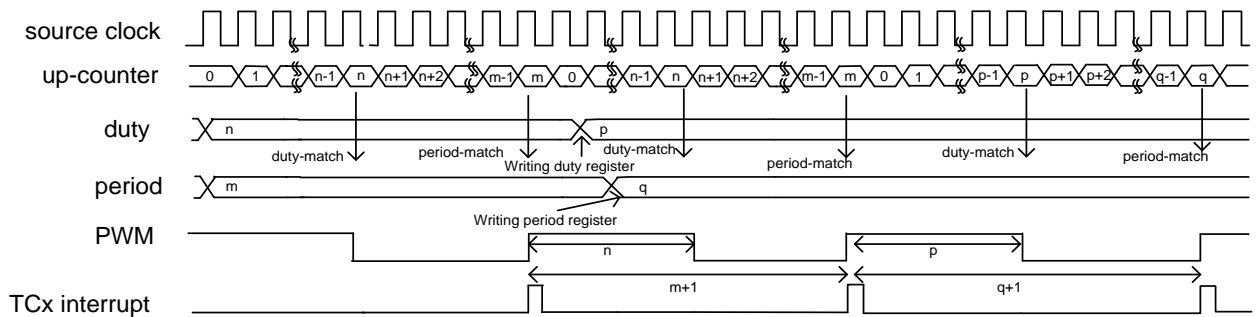 source clock
up-counter 0 1 n-1 n n+1 n+2 m-1 m 0 n-1 n n+1 n+2 m-1 m 0 1 p-1 p p+1 p+2 q-1 q
duty n p
duty-match period-match duty-match period-match duty-match period-match
Writing duty register
period m q
Writing period register
PWM n p
m+1 q+1
TCx interrupt